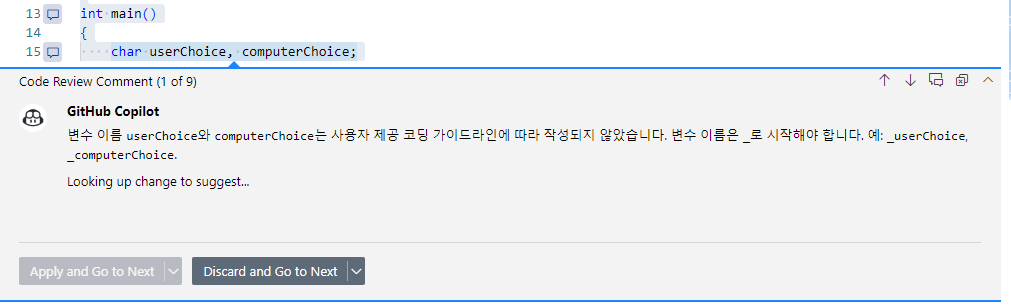 13 int main()
14 {
15 char userChoice, computerChoice;
Code Review Comment (1 of 9)
GitHub Copilot
변수 이름 userChoice와 computerChoice는 사용자 제공 코딩 가이드라인에 따라 작성되지 않았습니다. 변수 이름은 _로 시작해야 합니다. 예: _userChoice,
_computerChoice.
Looking up change to suggest...
Apply and Go to Next
Discard and Go to Next